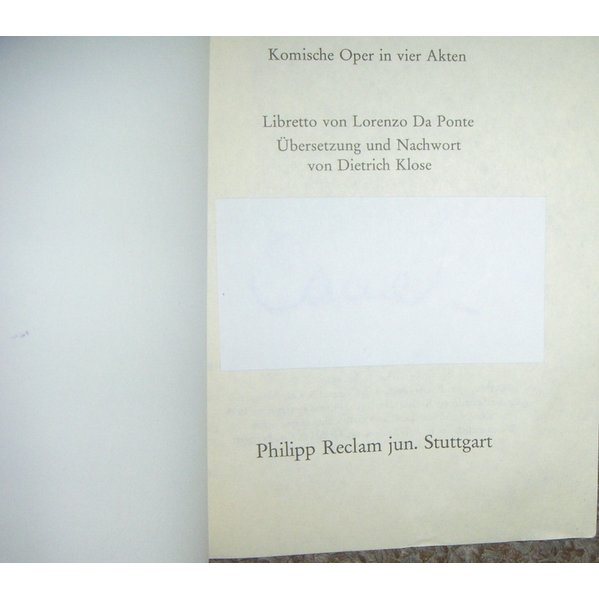 Komische Oper in vier Akten
Libretto von Lorenzo Da Ponte
Übersetzung und Nachwort
von Dietrich Klose
Philipp Reclam jun. Stuttgart